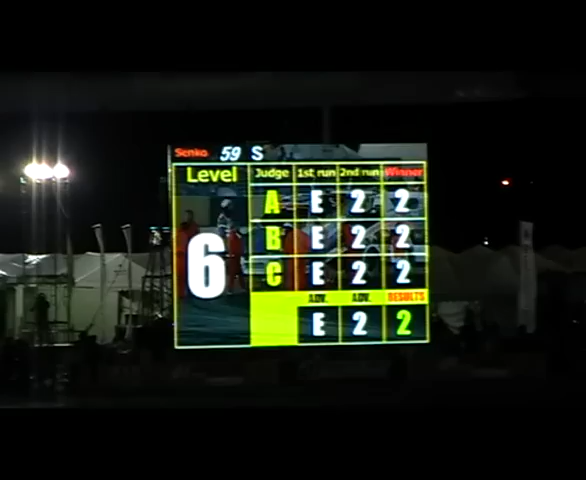 Senko 59 S
Level Judge 1st run 2nd run Winner
6
A E 2 2
B E 2 2
C E 2 2
ADV. ADV. RESULTS
E 2 2